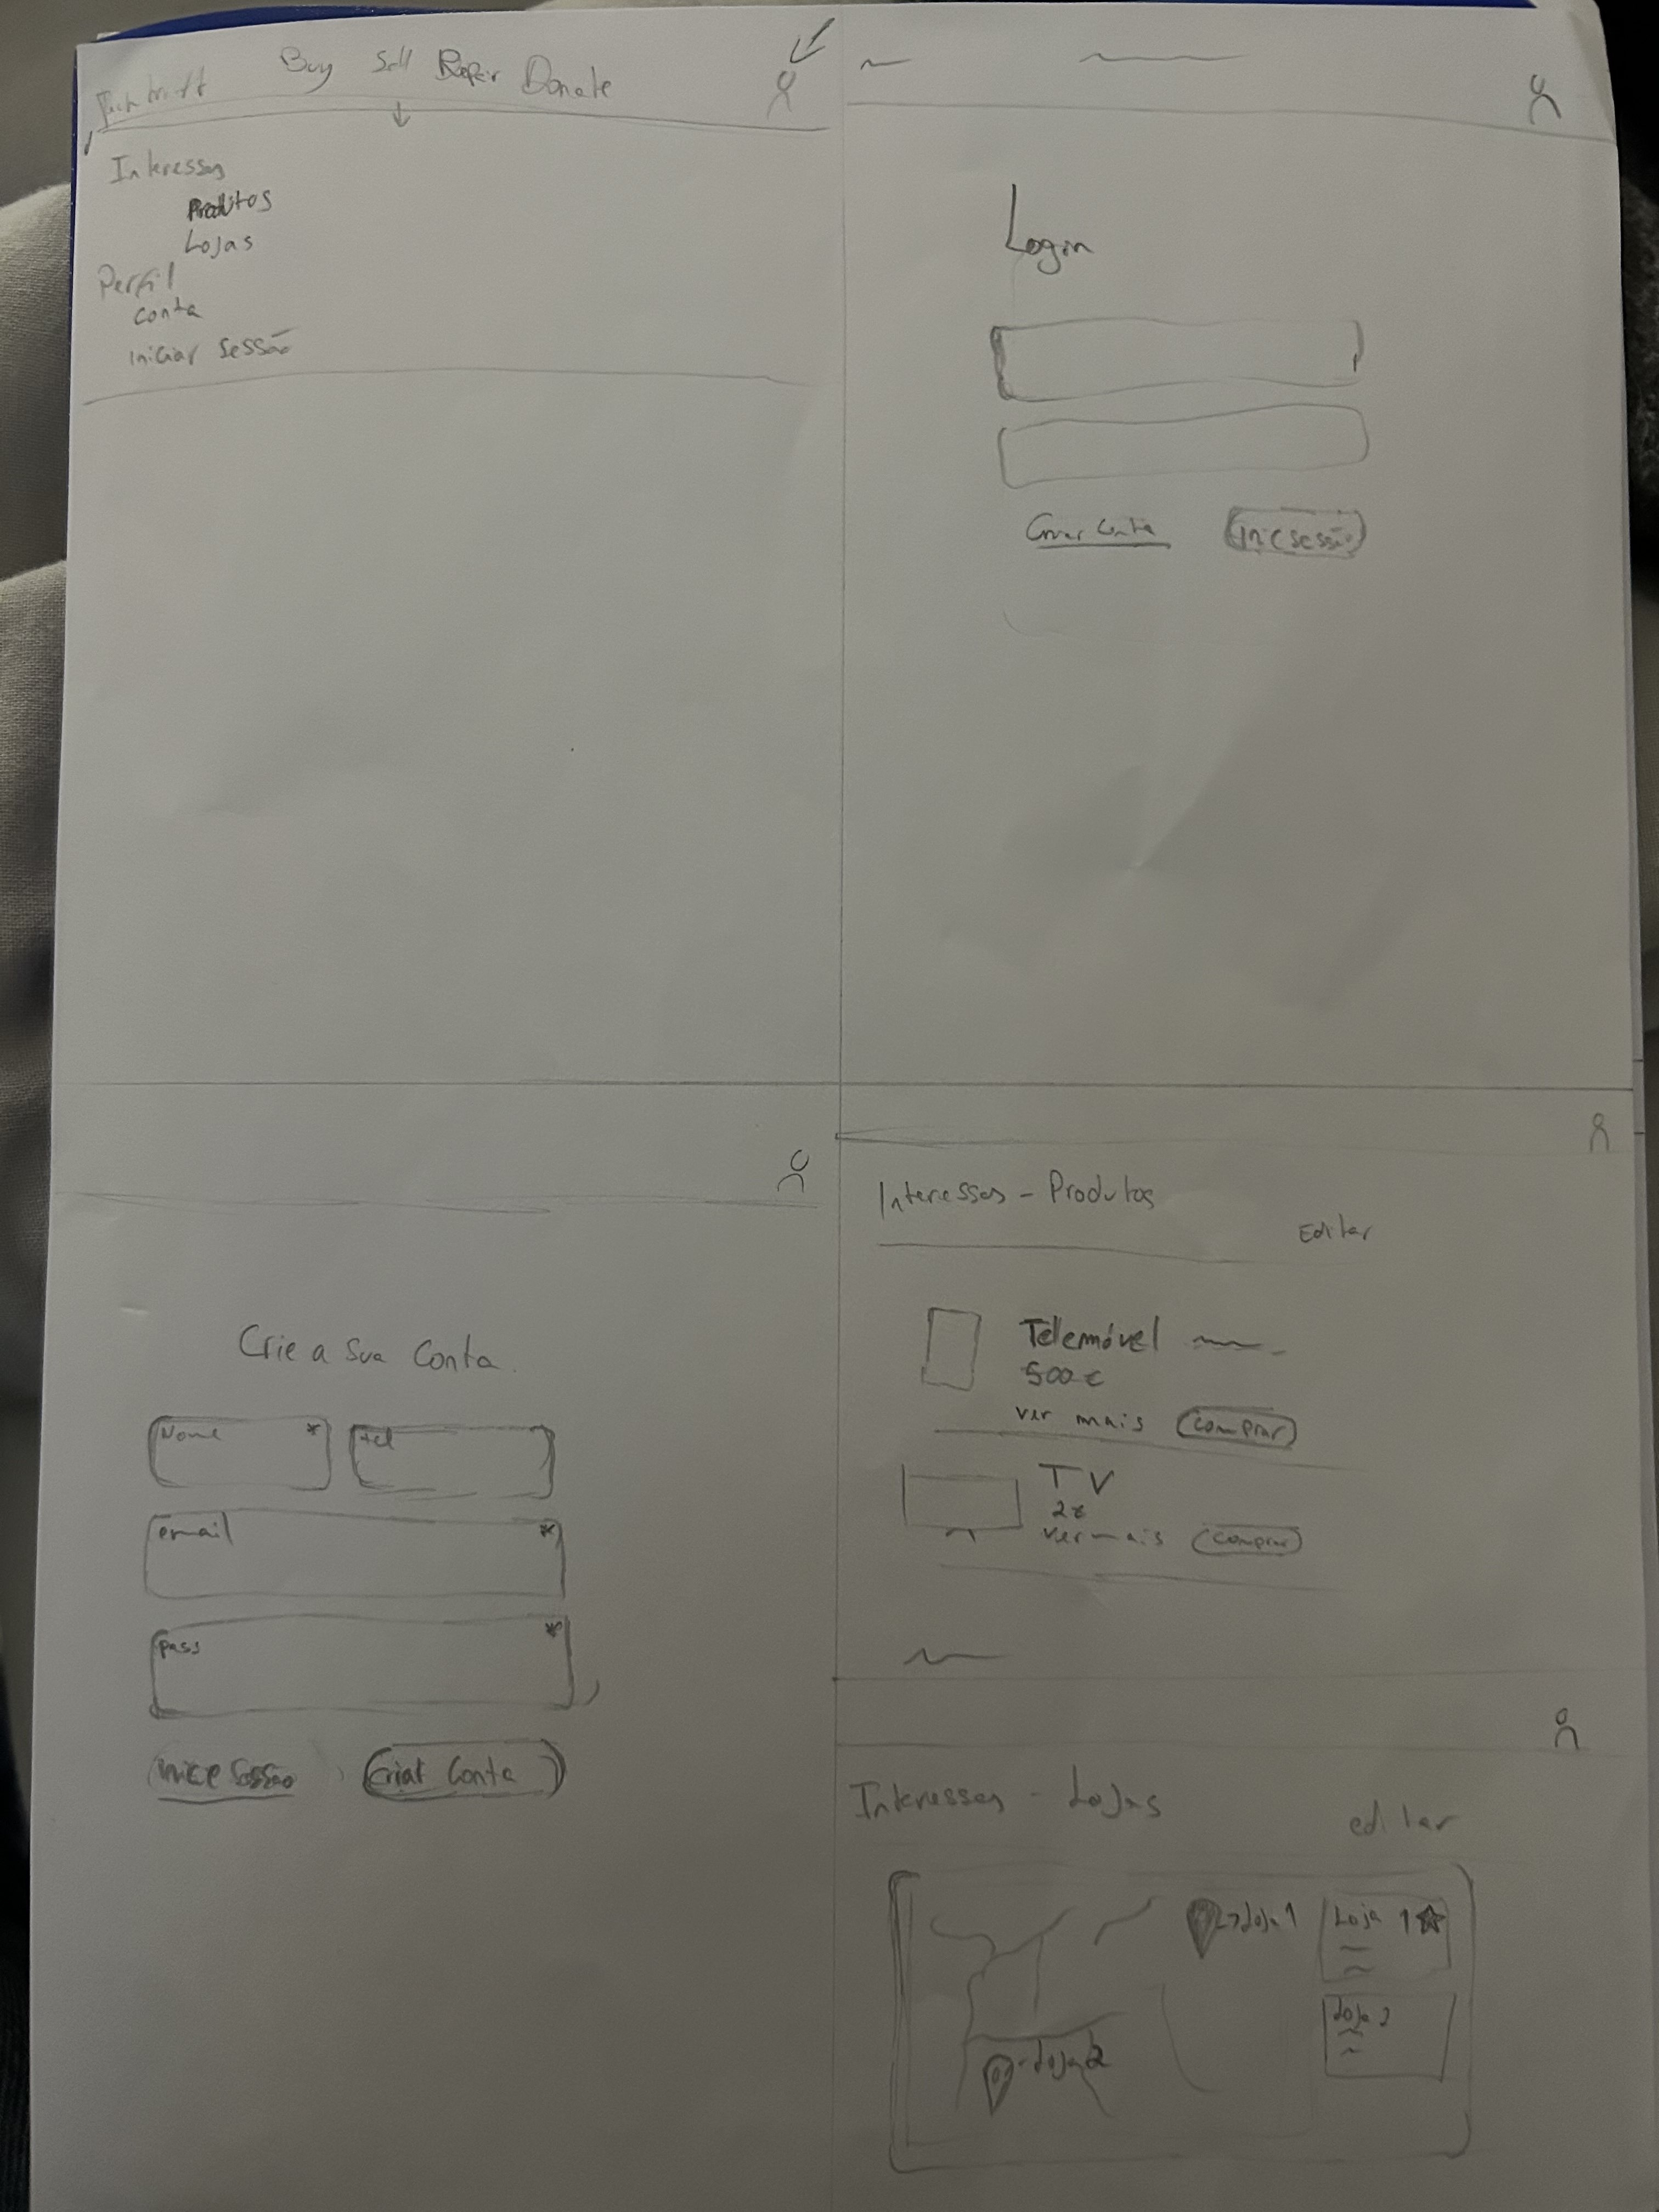 Buy Sell Repair Donate
Interesses
Produtos
Lojas
Perfil
Conta
Iniciar Sessão
Login
Criar Conta
Inic sessão
Crie a sua Conta.
Nome *
tel
email *
pass *
Inice Sessão
Criar Conta
Interesses - Produtos
Editar
Telemóvel
500 €
ver mais comprar
TV
2€
ver mais comprar
Interesses - Lojas
editar
Loja 1
Loja 2
Loja 1
Loja 2